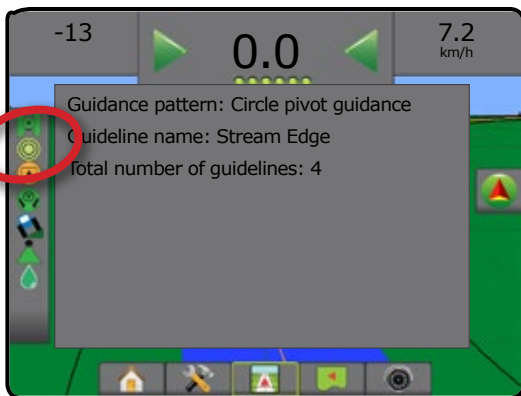 -13
0.0
7.2
km/h
Guidance pattern: Circle pivot guidance
Guideline name: Stream Edge
Total number of guidelines: 4